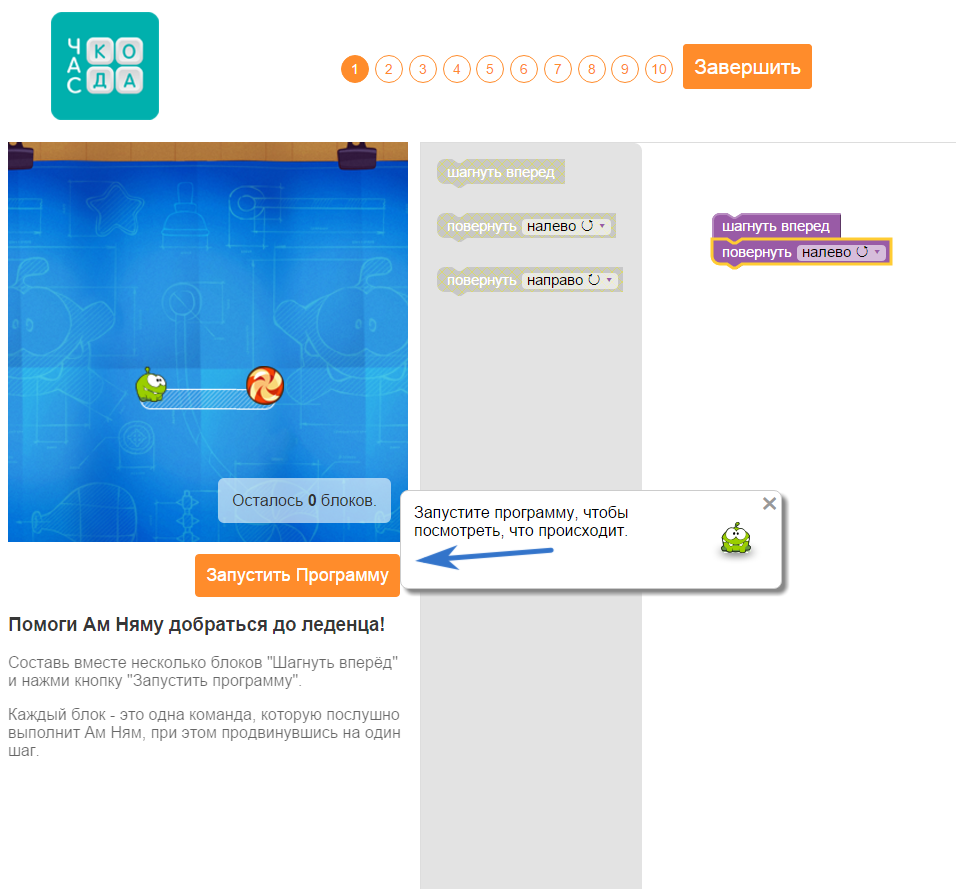 ЧАС
КО
ДА
1 2 3 4 5 6 7 8 9 10 Завершить
шагнуть вперед
повернуть налево
повернуть направо
шагнуть вперед
повернуть налево
Осталось 0 блоков.
Запустите программу, чтобы
посмотреть, что происходит.
Запустить Программу
Помоги Ам Няму добраться до леденца!
Составь вместе несколько блоков "Шагнуть вперёд"
и нажми кнопку "Запустить программу".
Каждый блок - это одна команда, которую послушно
выполнит Ам Ням, при этом продвинувшись на один
шаг.